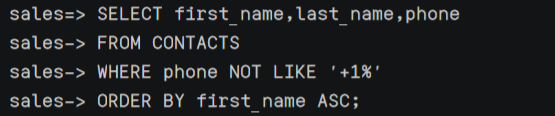 sales=> SELECT first_name,last_name,phone
sales-> FROM CONTACTS
sales-> WHERE phone NOT LIKE '+1%'
sales-> ORDER BY first_name ASC;